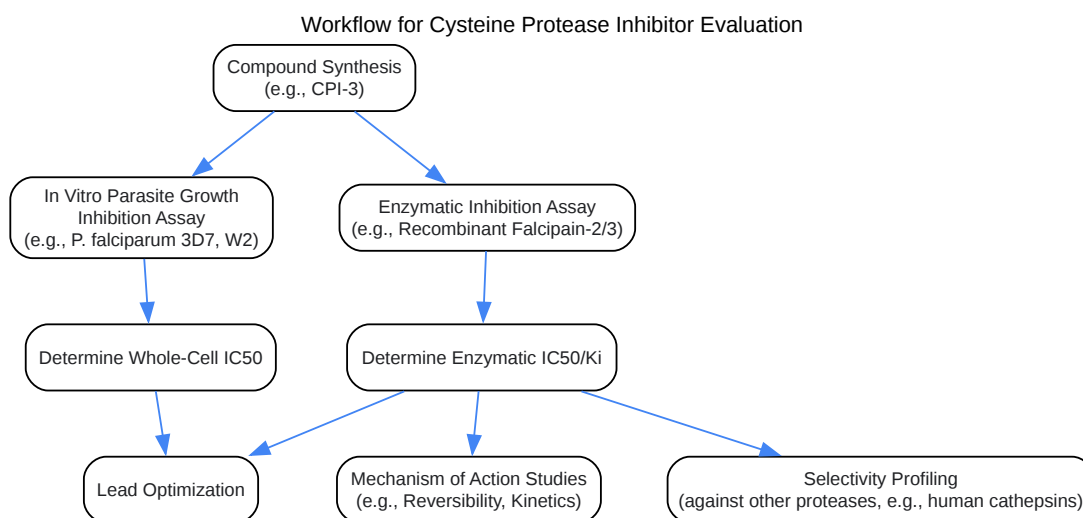 Workflow for Cysteine Protease Inhibitor Evaluation
Compound Synthesis
(e.g., CPI-3)
In Vitro Parasite Growth
Inhibition Assay
(e.g., P. falciparum 3D7, W2)
Enzymatic Inhibition Assay
(e.g., Recombinant Falcipain-2/3)
Determine Whole-Cell IC50
Determine Enzymatic IC50/Ki
Lead Optimization
Mechanism of Action Studies
(e.g., Reversibility, Kinetics)
Selectivity Profiling
(against other proteases, e.g., human cathepsins)